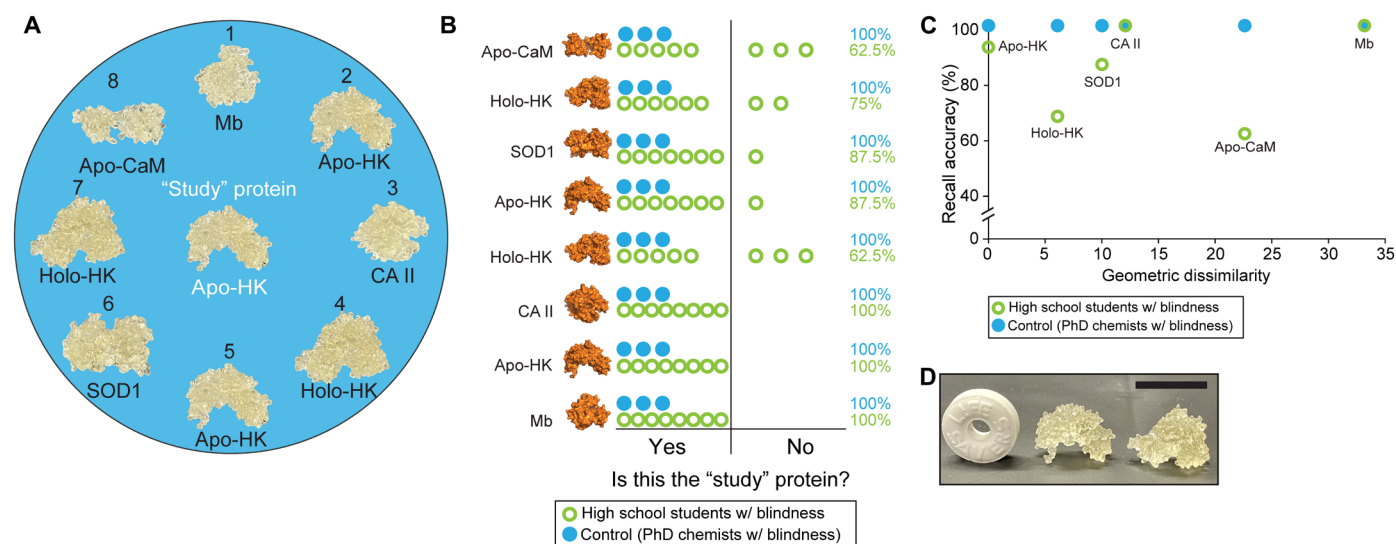 A
1
Mb
2
Apo-HK
3
CA II
4
Holo-HK
5
Apo-HK
6
SOD1
7
Holo-HK
8
Apo-CaM
“Study” protein
Apo-HK
B
Apo-CaM
100%
62.5%
Holo-HK
100%
75%
SOD1
100%
87.5%
Apo-HK
100%
87.5%
Holo-HK
100%
62.5%
CA II
100%
100%
Apo-HK
100%
100%
Mb
100%
100%
Yes
No
Is this the “study” protein?
High school students w/ blindness
Control (PhD chemists w/ blindness)
C
Recall accuracy (%)
100
80
60
40
0
Apo-HK
Holo-HK
SOD1
CA II
Apo-CaM
Mb
0 5 10 15 20 25 30 35
Geometric dissimilarity
High school students w/ blindness
Control (PhD chemists w/ blindness)
D
LIFE SAVERS